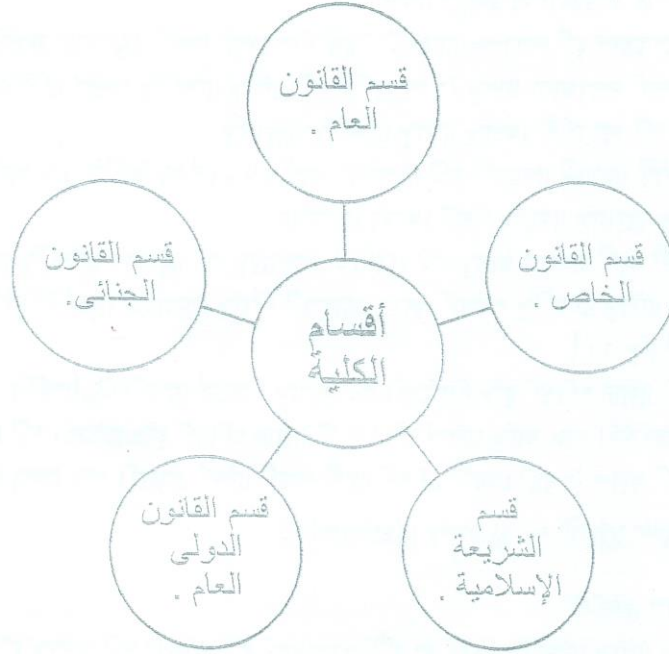 قسم القانون
العام .
قسم القانون
الجنائى.
قسم القانون
الخاص .
أقسام
الكلية
قسم القانون
الدولى
العام .
قسم
الشريعة
الإسلامية .